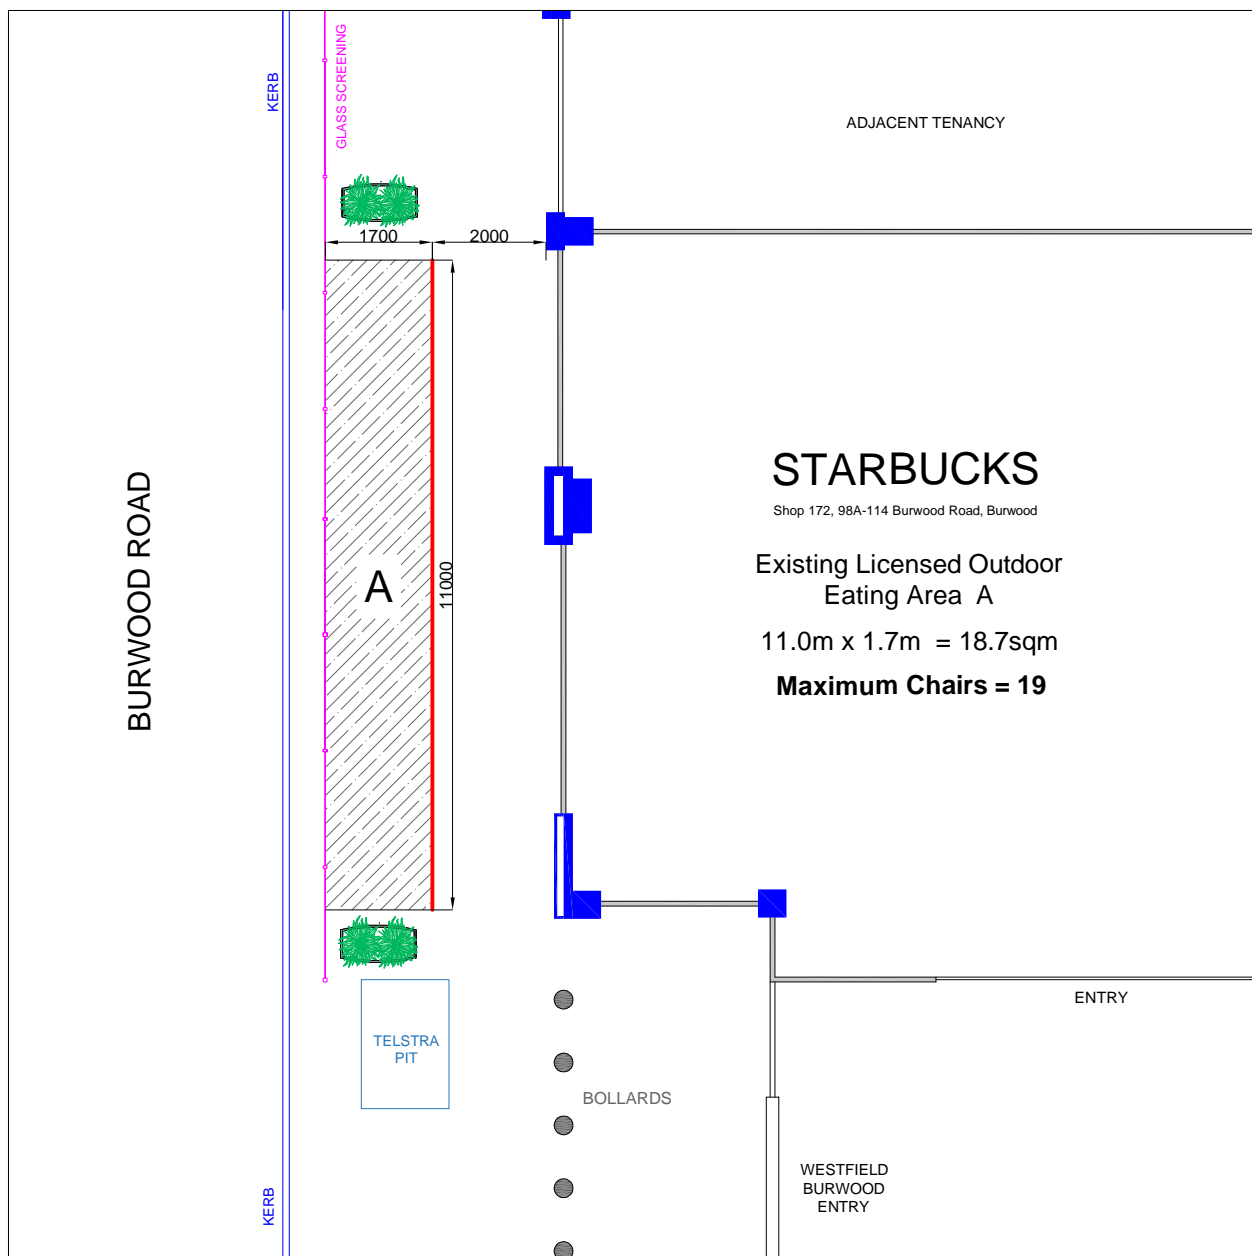 KERB
GLASS SCREENING
ADJACENT TENANCY
1700
2000
BURWOOD ROAD
A
11000
STARBUCKS
Shop 172, 98A-114 Burwood Road, Burwood
Existing Licensed Outdoor
Eating Area A
11.0m x 1.7m = 18.7sqm
Maximum Chairs = 19
ENTRY
TELSTRA
PIT
BOLLARDS
WESTFIELD
BURWOOD
ENTRY
KERB